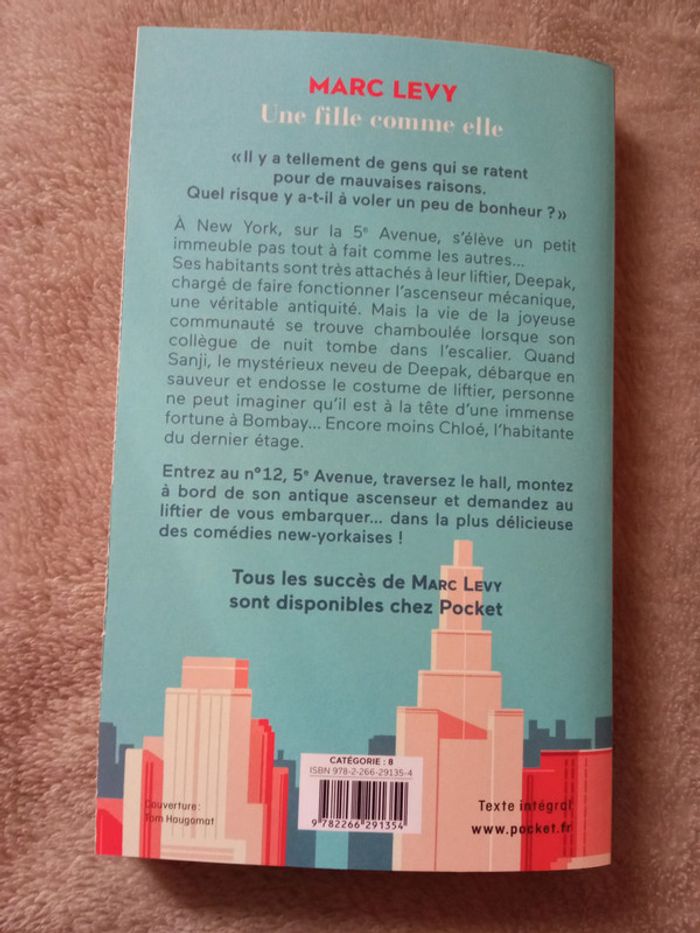 MARC LEVY
Une fille comme elle
«Il y a tellement de gens qui se ratent
pour de mauvaises raisons.
Quel risque y a-t-il à voler un peu de bonheur ?»
À New York, sur la 5e Avenue, s'élève un petit
immeuble pas tout à fait comme les autres...
Ses habitants sont très attachés à leur liftier, Deepak,
chargé de faire fonctionner l'ascenseur mécanique,
une véritable antiquité. Mais la vie de la joyeuse
communauté se trouve chamboulée lorsque son
collègue de nuit tombe dans l'escalier. Quand
Sanji, le mystérieux neveu de Deepak, débarque en
sauveur et endosse le costume de liftier, personne
ne peut imaginer qu'il est à la tête d'une immense
fortune à Bombay... Encore moins Chloé, l'habitante
du dernier étage.
Entrez au n°12, 5e Avenue, traversez le hall, montez
à bord de son antique ascenseur et demandez au
liftier de vous embarquer... dans la plus délicieuse
des comédies new-yorkaises !
Tous les succès de MARC LEVY
sont disponibles chez Pocket
CATÉGORIE : 8
ISBN 978-2-266-29135-4
9 782266 291354
Couverture :
Tom Haugomat
Texte intégral
www.pocket.fr